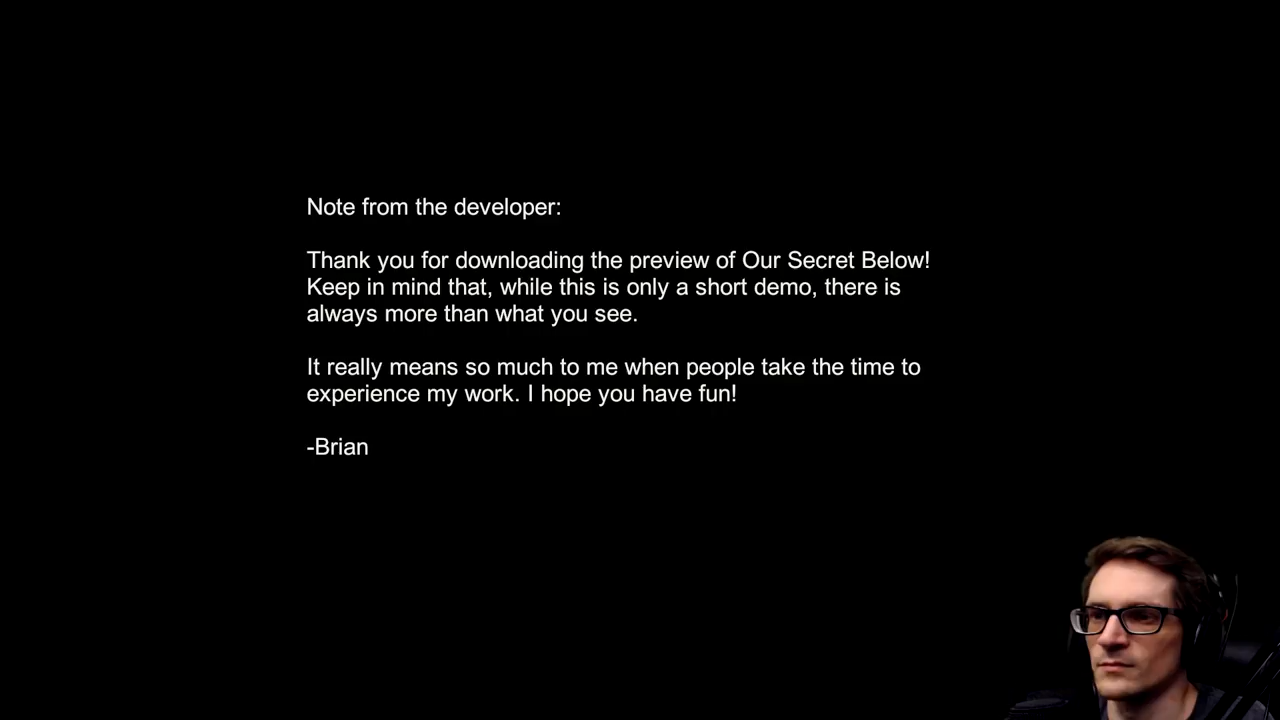 Note from the developer:
Thank you for downloading the preview of Our Secret Below!
Keep in mind that, while this is only a short demo, there is
always more than what you see.
It really means so much to me when people take the time to
experience my work. I hope you have fun!
-Brian